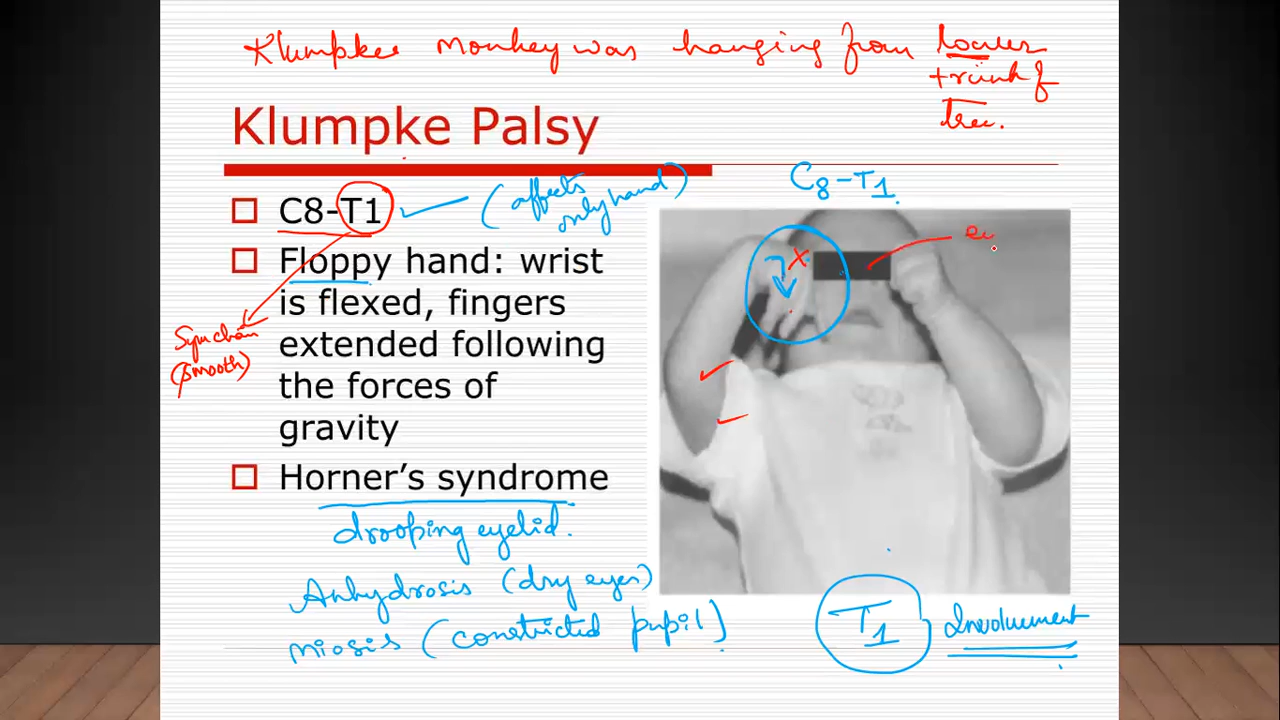 Klumpkee monkey was hanging from lower
trunk of
tree.
Klumpke Palsy
C8-T1
(affects
only hand)
C8-T1.
Floppy hand: wrist
is flexed, fingers
extended following
the forces of
gravity
(smooth)
Horner's syndrome
drooping eyelid.
Anhydrosis (dry eyes)
miosis (constricted pupil)
T1
Involvement